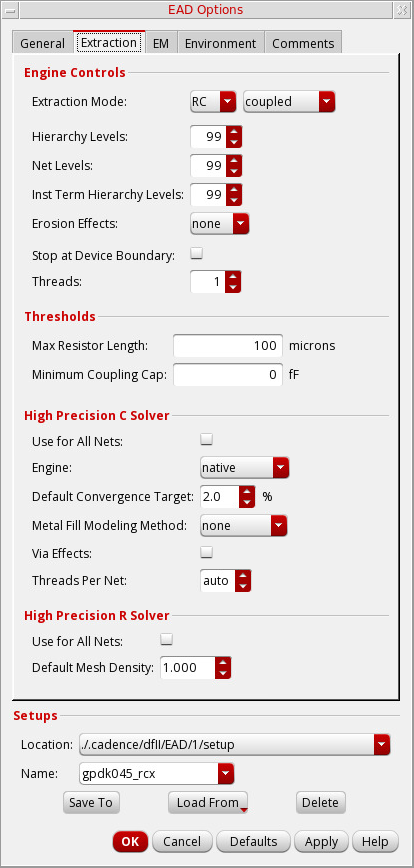 EAD Options
General Extraction EM Environment Comments
Engine Controls
Extraction Mode: RC coupled
Hierarchy Levels: 99
Net Levels: 99
Inst Term Hierarchy Levels: 99
Erosion Effects: none
Stop at Device Boundary:
Threads: 1
Thresholds
Max Resistor Length: 100 microns
Minimum Coupling Cap: 0 fF
High Precision C Solver
Use for All Nets:
Engine: native
Default Convergence Target: 2.0 %
Metal Fill Modeling Method: none
Via Effects:
Threads Per Net: auto
High Precision R Solver
Use for All Nets:
Default Mesh Density: 1.000
Setups
Location: ./.cadence/dfII/EAD/1/setup
Name: gpdk045_rcx
Save To Load From Delete
OK Cancel Defaults Apply Help